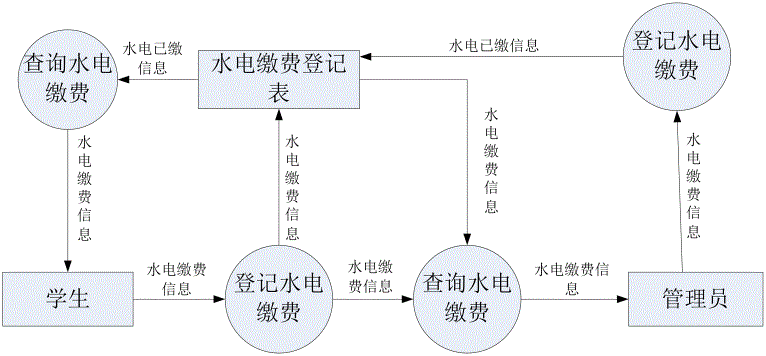 水电已缴
信息
查询水电
缴费
水电缴费登记
表
水电已缴信息
登记水电
缴费
水电缴费信息
水电缴费信息
水电缴费信息
水电缴费信息
学生
水电缴费
信息
登记水电
缴费
水电缴
费信息
查询水电
缴费
水电缴费信
息
管理员